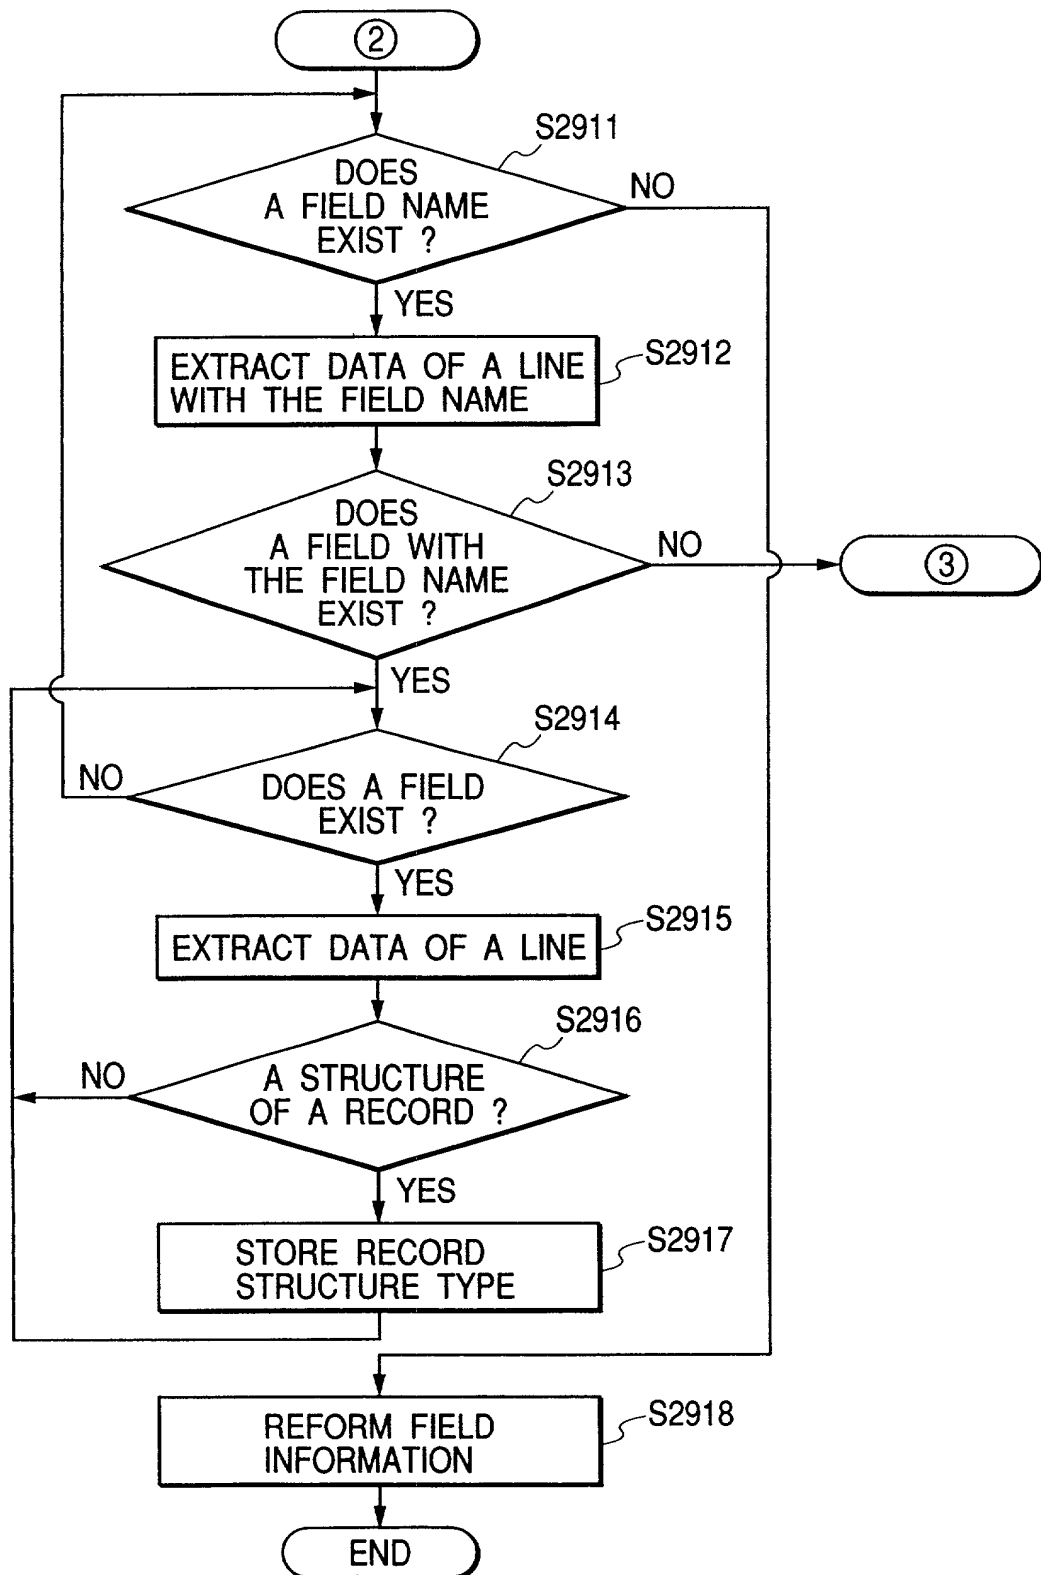 2
S2911
DOES
A FIELD NAME
EXIST ?
NO
YES
S2912
EXTRACT DATA OF A LINE
WITH THE FIELD NAME
S2913
DOES
A FIELD WITH
THE FIELD NAME
EXIST ?
NO
3
YES
S2914
NO
DOES A FIELD
EXIST ?
YES
S2915
EXTRACT DATA OF A LINE
S2916
NO
A STRUCTURE
OF A RECORD ?
YES
S2917
STORE RECORD
STRUCTURE TYPE
S2918
REFORM FIELD
INFORMATION
END